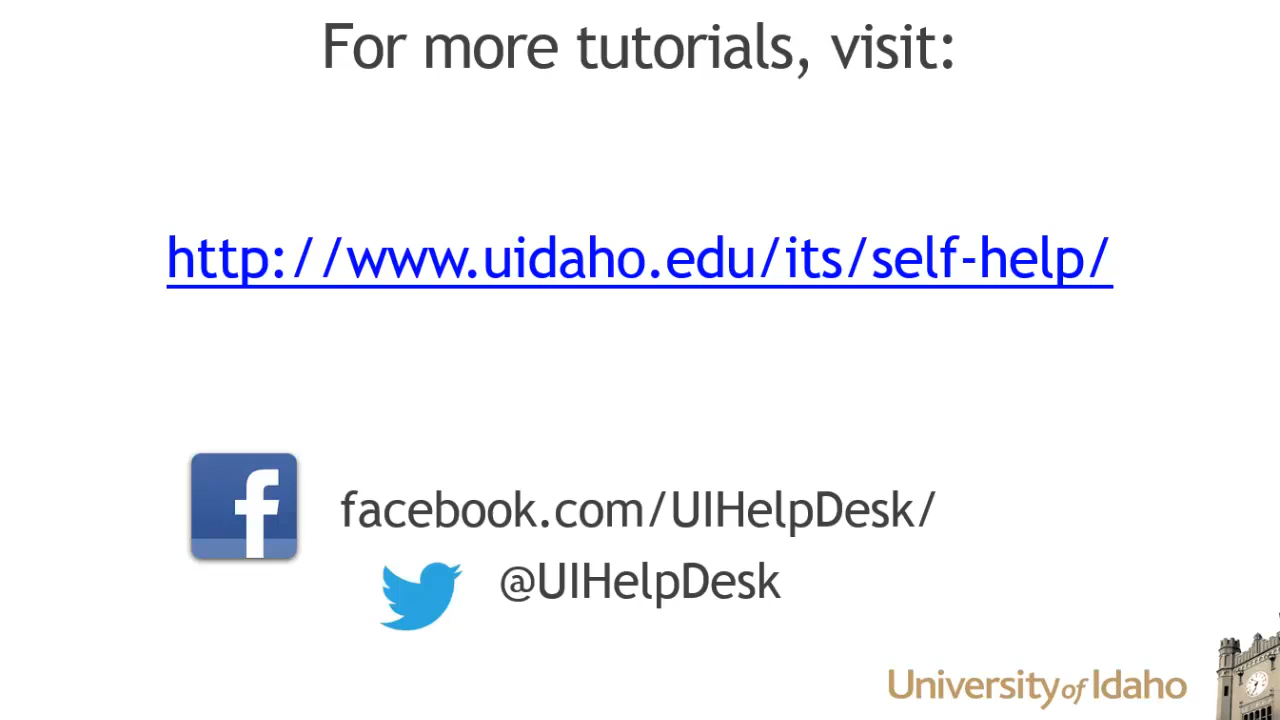 For more tutorials, visit:
http://www.uidaho.edu/its/self-help/
f
facebook.com/UIHelpDesk/
@UIHelpDesk
University of Idaho